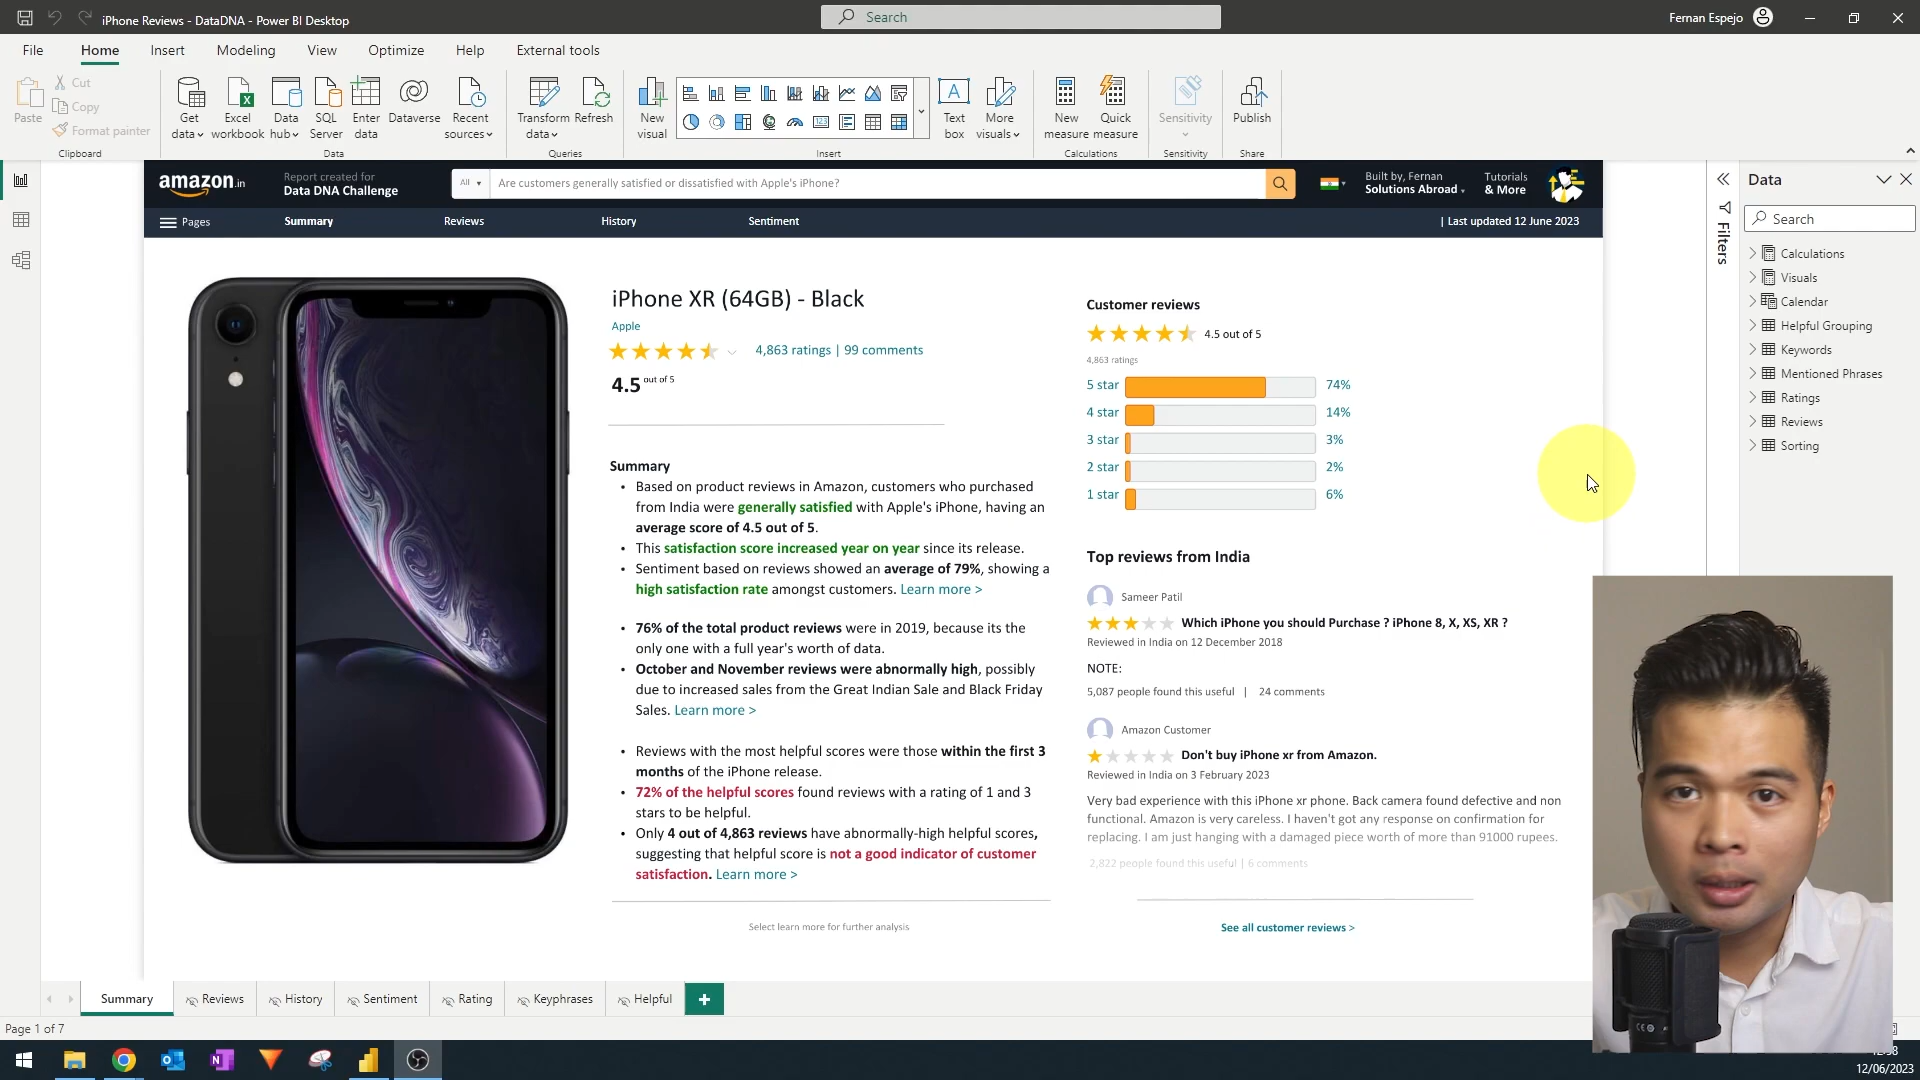 iPhone Reviews - DataDNA - Power BI Desktop
Search
Fernan Espejo
File
Home
Insert
Modeling
View
Optimize
Help
External tools
Paste
Cut
Copy
Format painter
Clipboard
Get data
Excel workbook
Data hub
SQL Server
Enter data
Dataverse
Recent sources
Data
Transform data
Refresh
Queries
New visual
Text box
More visuals
Insert
New measure
Quick measure
Calculations
Sensitivity
Sensitivity
Publish
Share
amazon.in
Report created for
Data DNA Challenge
All
Are customers generally satisfied or dissatisfied with Apple's iPhone?
Built by, Fernan
Solutions Abroad
Tutorials
& More
Pages
Summary
Reviews
History
Sentiment
| Last updated 12 June 2023
iPhone XR (64GB) - Black
Apple
4,863 ratings | 99 comments
4.5 out of 5
Summary
• Based on product reviews in Amazon, customers who purchased
from India were generally satisfied with Apple's iPhone, having an
average score of 4.5 out of 5.
• This satisfaction score increased year on year since its release.
• Sentiment based on reviews showed an average of 79%, showing a
high satisfaction rate amongst customers. Learn more >
• 76% of the total product reviews were in 2019, because its the
only one with a full year's worth of data.
• October and November reviews were abnormally high, possibly
due to increased sales from the Great Indian Sale and Black Friday
Sales. Learn more >
• Reviews with the most helpful scores were those within the first 3
months of the iPhone release.
• 72% of the helpful scores found reviews with a rating of 1 and 3
stars to be helpful.
• Only 4 out of 4,863 reviews have abnormally-high helpful scores,
suggesting that helpful score is not a good indicator of customer
satisfaction. Learn more >
Select learn more for further analysis
Customer reviews
4.5 out of 5
4,863 ratings
5 star 74%
4 star 14%
3 star 3%
2 star 2%
1 star 6%
Top reviews from India
Sameer Patil
Which iPhone you should Purchase ? iPhone 8, X, XS, XR ?
Reviewed in India on 12 December 2018
NOTE:
5,087 people found this useful | 24 comments
Amazon Customer
Don't buy iPhone xr from Amazon.
Reviewed in India on 3 February 2023
Very bad experience with this iPhone xr phone. Back camera found defective and non
functional. Amazon is very careless. I haven't got any response on confirmation for
replacing. I am just hanging with a damaged piece worth of more than 91000 rupees.
2,822 people found this useful | 6 comments
See all customer reviews >
Filters
Data
Search
Calculations
Visuals
Calendar
Helpful Grouping
Keywords
Mentioned Phrases
Ratings
Reviews
Sorting
Summary
Reviews
History
Sentiment
Rating
Keyphrases
Helpful
Page 1 of 7
12/06/2023